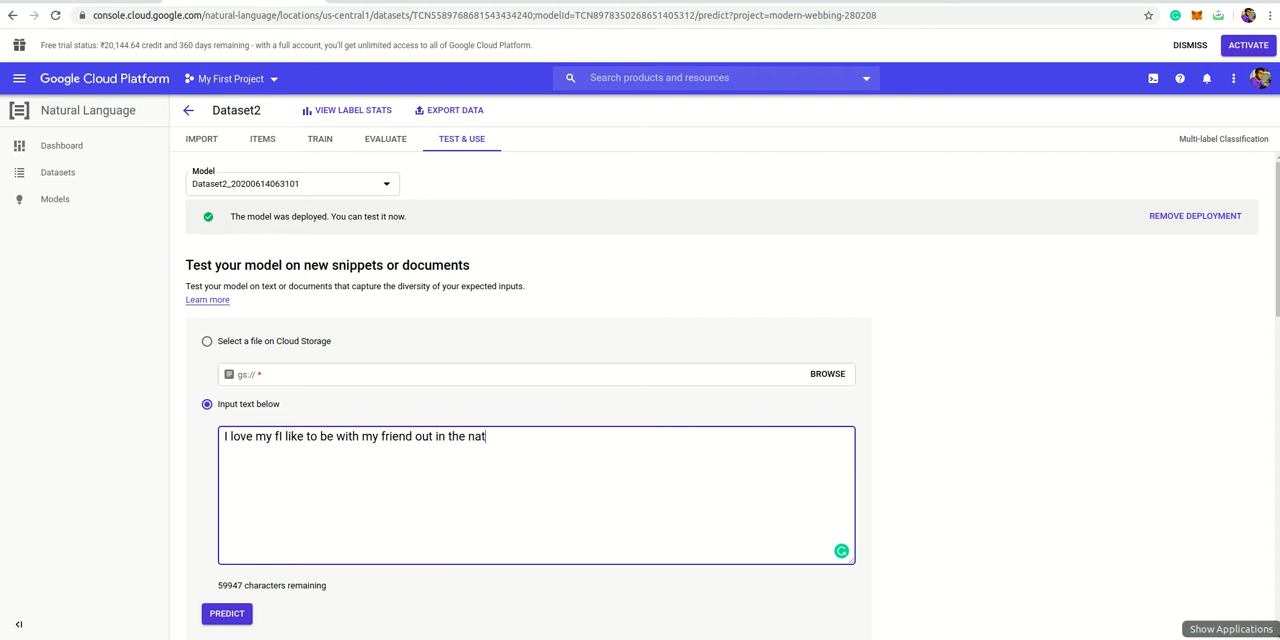 console.cloud.google.com/natural-language/locations/us-central1/datasets/TCN5589768681543434240;modelId=TCN8978350268651405312/predict?project=modern-webbing-280208
Free trial status: ₹20,144.64 credit and 360 days remaining - with a full account, you'll get unlimited access to all of Google Cloud Platform.
DISMISS
ACTIVATE
Google Cloud Platform
My First Project
Search products and resources
Natural Language
Dataset2
VIEW LABEL STATS
EXPORT DATA
IMPORT
ITEMS
TRAIN
EVALUATE
TEST & USE
Multi-label Classification
Dashboard
Datasets
Models
Model
Dataset2_20200614063101
The model was deployed. You can test it now.
REMOVE DEPLOYMENT
Test your model on new snippets or documents
Test your model on text or documents that capture the diversity of your expected inputs.
Learn more
Select a file on Cloud Storage
gs:// *
BROWSE
Input text below
I love my fI like to be with my friend out in the nat
59947 characters remaining
PREDICT
Show Applications